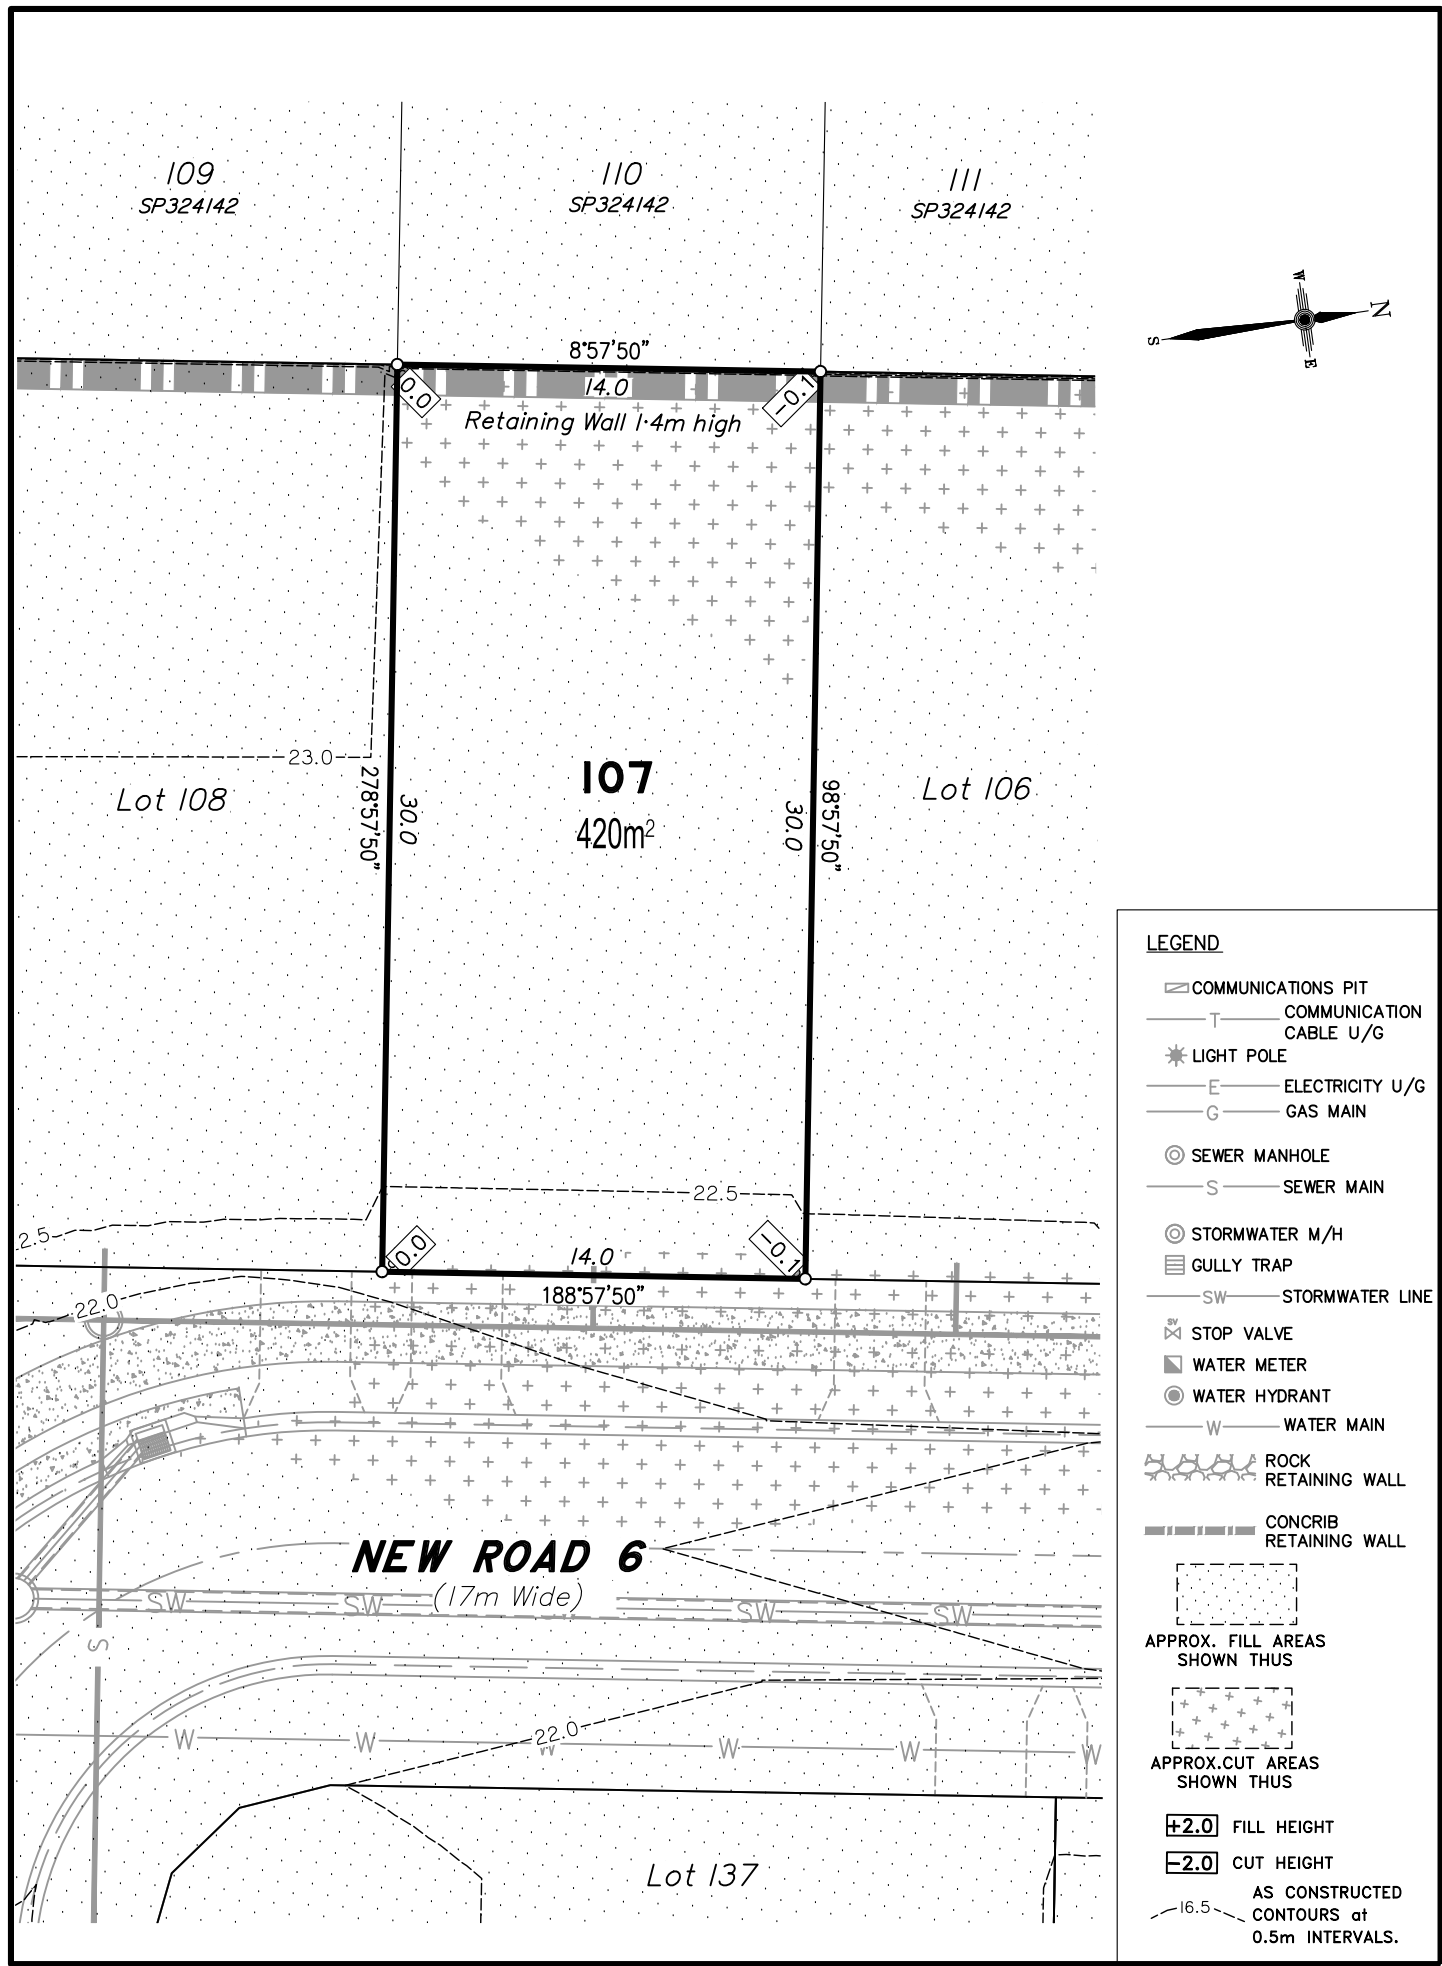 109
SP324142
110
SP324142
111
SP324142
W
N
S
E
8°57'50"
0.0
14.0
-0.1
Retaining Wall 1·4m high
23.0
Lot 108
278°57'50"
30.0
107
420m²
30.0
98°57'50"
Lot 106
22.5
2.5
0.0
14.0
-0.1
188°57'50"
22.0
NEW ROAD 6
(17m Wide)
SW
SW
SW
SW
S
22.0
W
W
W
W
W
W
Lot 137
LEGEND
COMMUNICATIONS PIT
T COMMUNICATION
CABLE U/G
LIGHT POLE
E ELECTRICITY U/G
G GAS MAIN
SEWER MANHOLE
S SEWER MAIN
STORMWATER M/H
GULLY TRAP
SW STORMWATER LINE
SV
STOP VALVE
WATER METER
WATER HYDRANT
W WATER MAIN
ROCK
RETAINING WALL
CONCRIB
RETAINING WALL
APPROX. FILL AREAS
SHOWN THUS
APPROX.CUT AREAS
SHOWN THUS
+2.0 FILL HEIGHT
-2.0 CUT HEIGHT
AS CONSTRUCTED
16.5 CONTOURS at
0.5m INTERVALS.